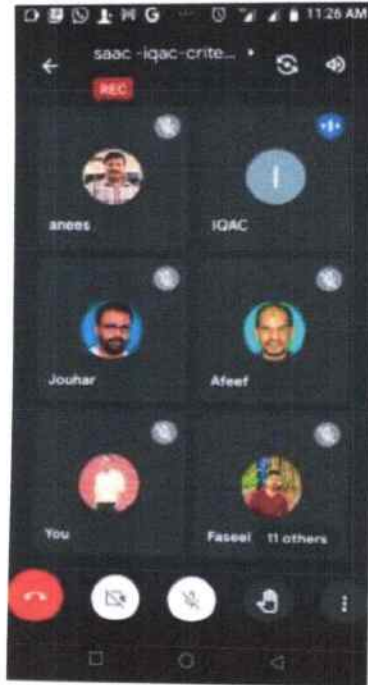 11:26 AM
saac -iqac-crite...
REC
I
anees
IQAC
Jouhar
Afeef
You
Faseel 11 others